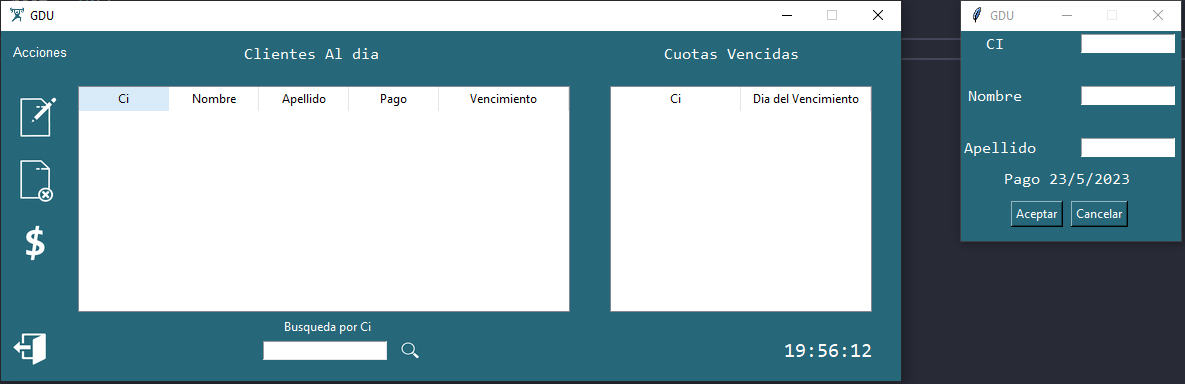 GDU
Acciones
Clientes Al dia
Cuotas Vencidas
Ci Nombre Apellido Pago Vencimiento
Ci Dia del Vencimiento
$
Busqueda por Ci
19:56:12
GDU
CI
Nombre
Apellido
Pago 23/5/2023
Aceptar Cancelar